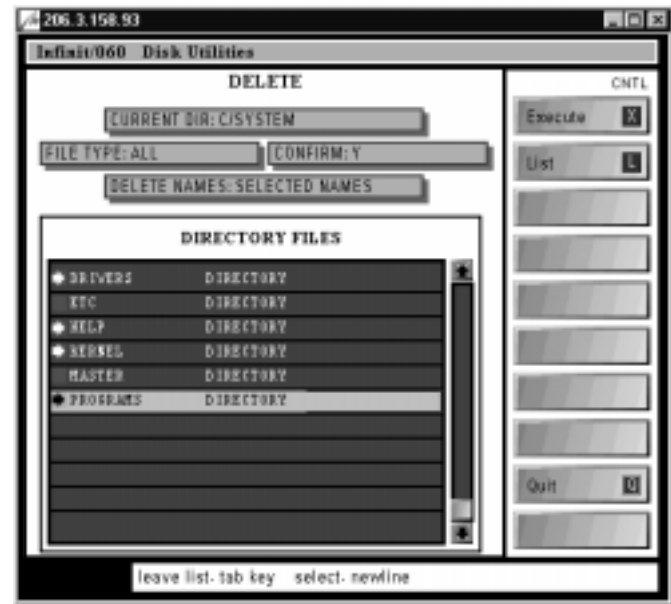 206.3.158.93
Infinit/060 Disk Utilities
DELETE
CURRENT DIR: C/SYSTEM
FILE TYPE: ALL CONFIRM: Y
DELETE NAMES: SELECTED NAMES
DIRECTORY FILES
DRIVERS DIRECTORY
ETC DIRECTORY
HELP DIRECTORY
KERNEL DIRECTORY
MASTER DIRECTORY
PROGRAMS DIRECTORY
CNTL
Execute X
List L
Quit Q
leave list- tab key select- newline